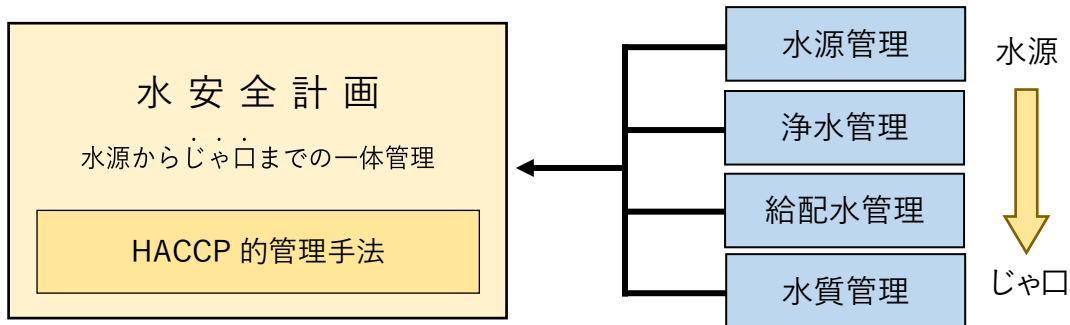 水安全計画
水源からじゃ口までの一体管理
HACCP 的管理手法
水源管理
浄水管理
給配水管理
水質管理
水源
じゃ口